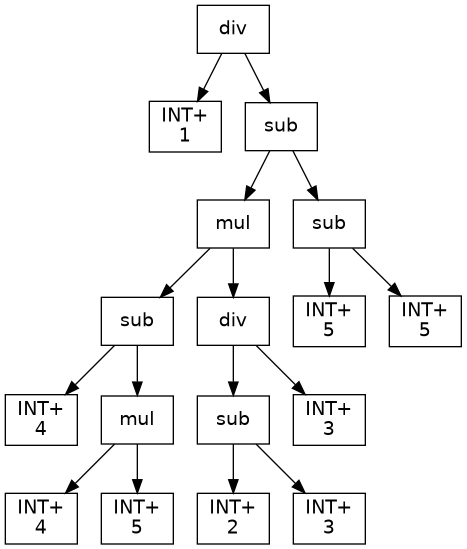 div
INT+
1
sub
mul
sub
sub
div
INT+
5
INT+
5
INT+
4
mul
sub
INT+
3
INT+
4
INT+
5
INT+
2
INT+
3